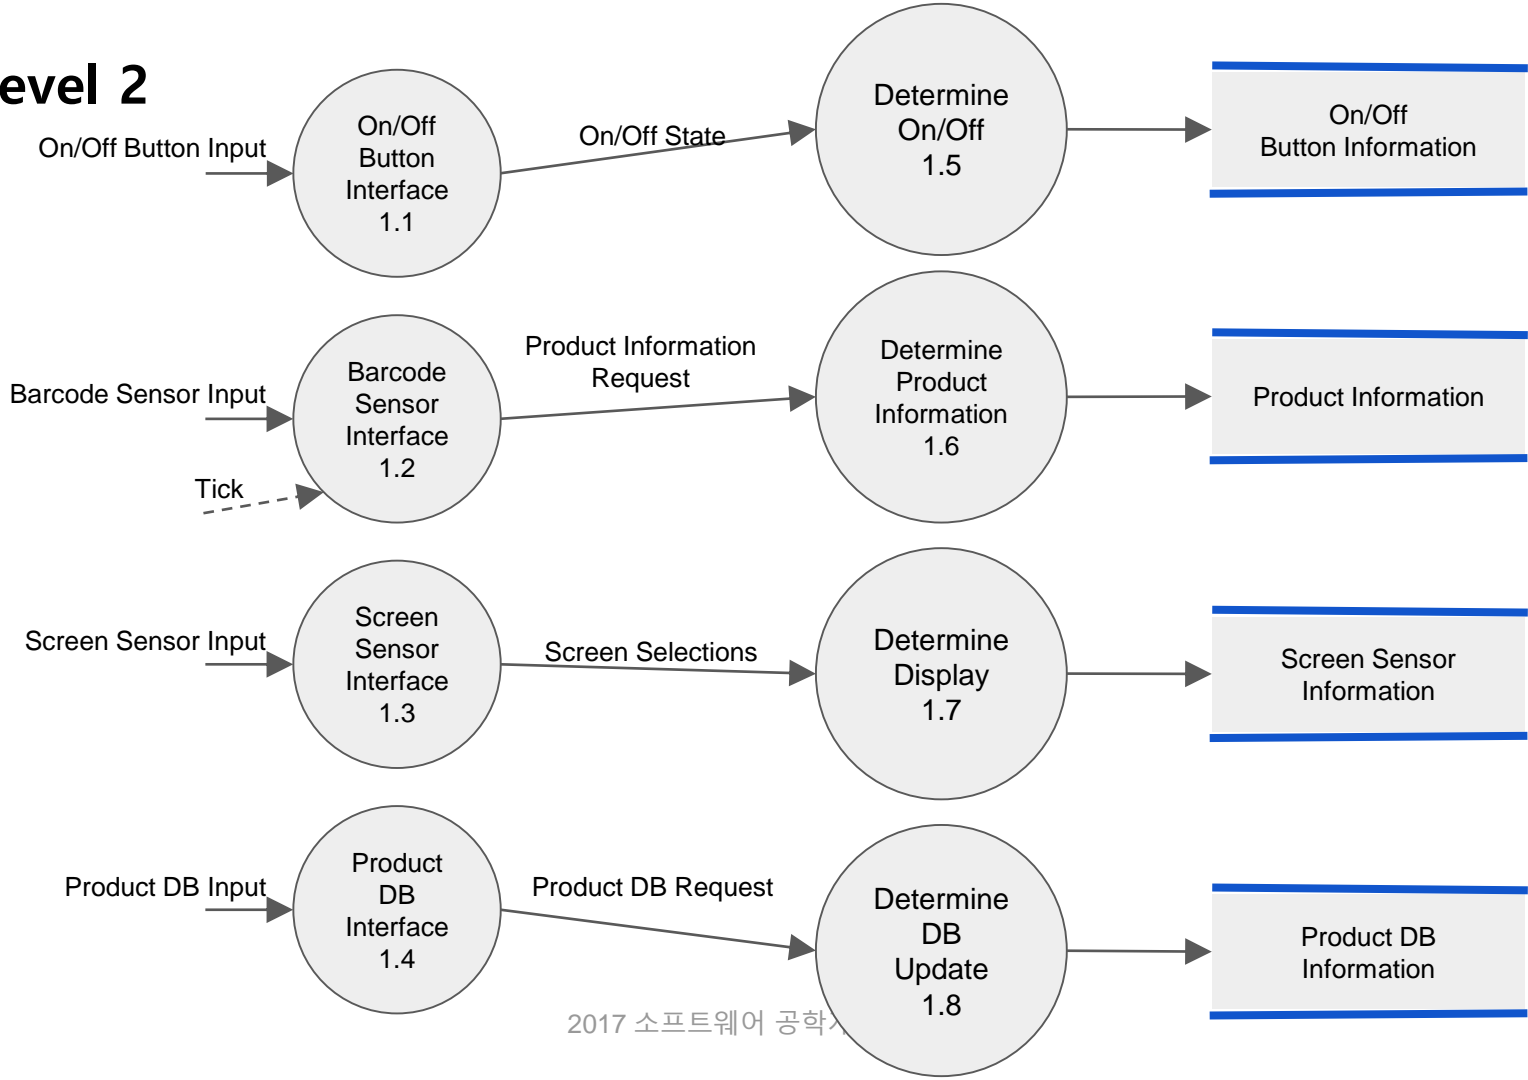 evel 2
On/Off Button Input
On/Off
Button
Interface
1.1
On/Off State
Determine
On/Off
1.5
On/Off
Button Information
Barcode Sensor Input
Tick
Barcode
Sensor
Interface
1.2
Product Information
Request
Determine
Product
Information
1.6
Product Information
Screen Sensor Input
Screen
Sensor
Interface
1.3
Screen Selections
Determine
Display
1.7
Screen Sensor
Information
Product DB Input
Product
DB
Interface
1.4
Product DB Request
Determine
DB
Update
1.8
Product DB
Information
2017 소프트웨어 공학